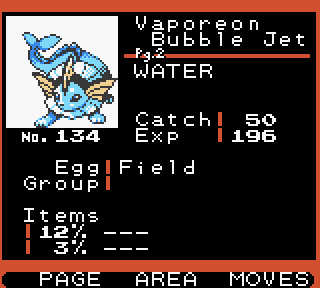 Vaporeon
Bubble Jet
Pg.2
WATER
No. 134
Catch 50
Exp 196
Egg Field
Group
Items
12% ---
3% ---
PAGE AREA MOVES